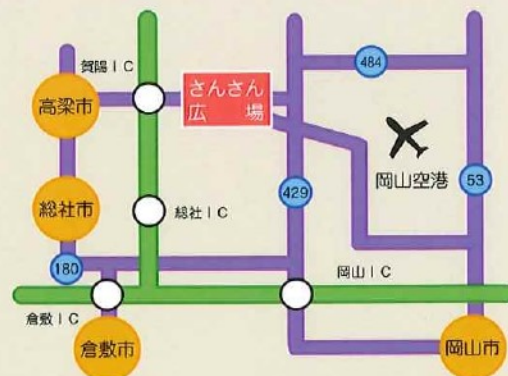 賀陽IC
484
さんさん
広場
高梁市
岡山空港
総社市
429
53
総社IC
180
岡山IC
倉敷IC
倉敷市
岡山市